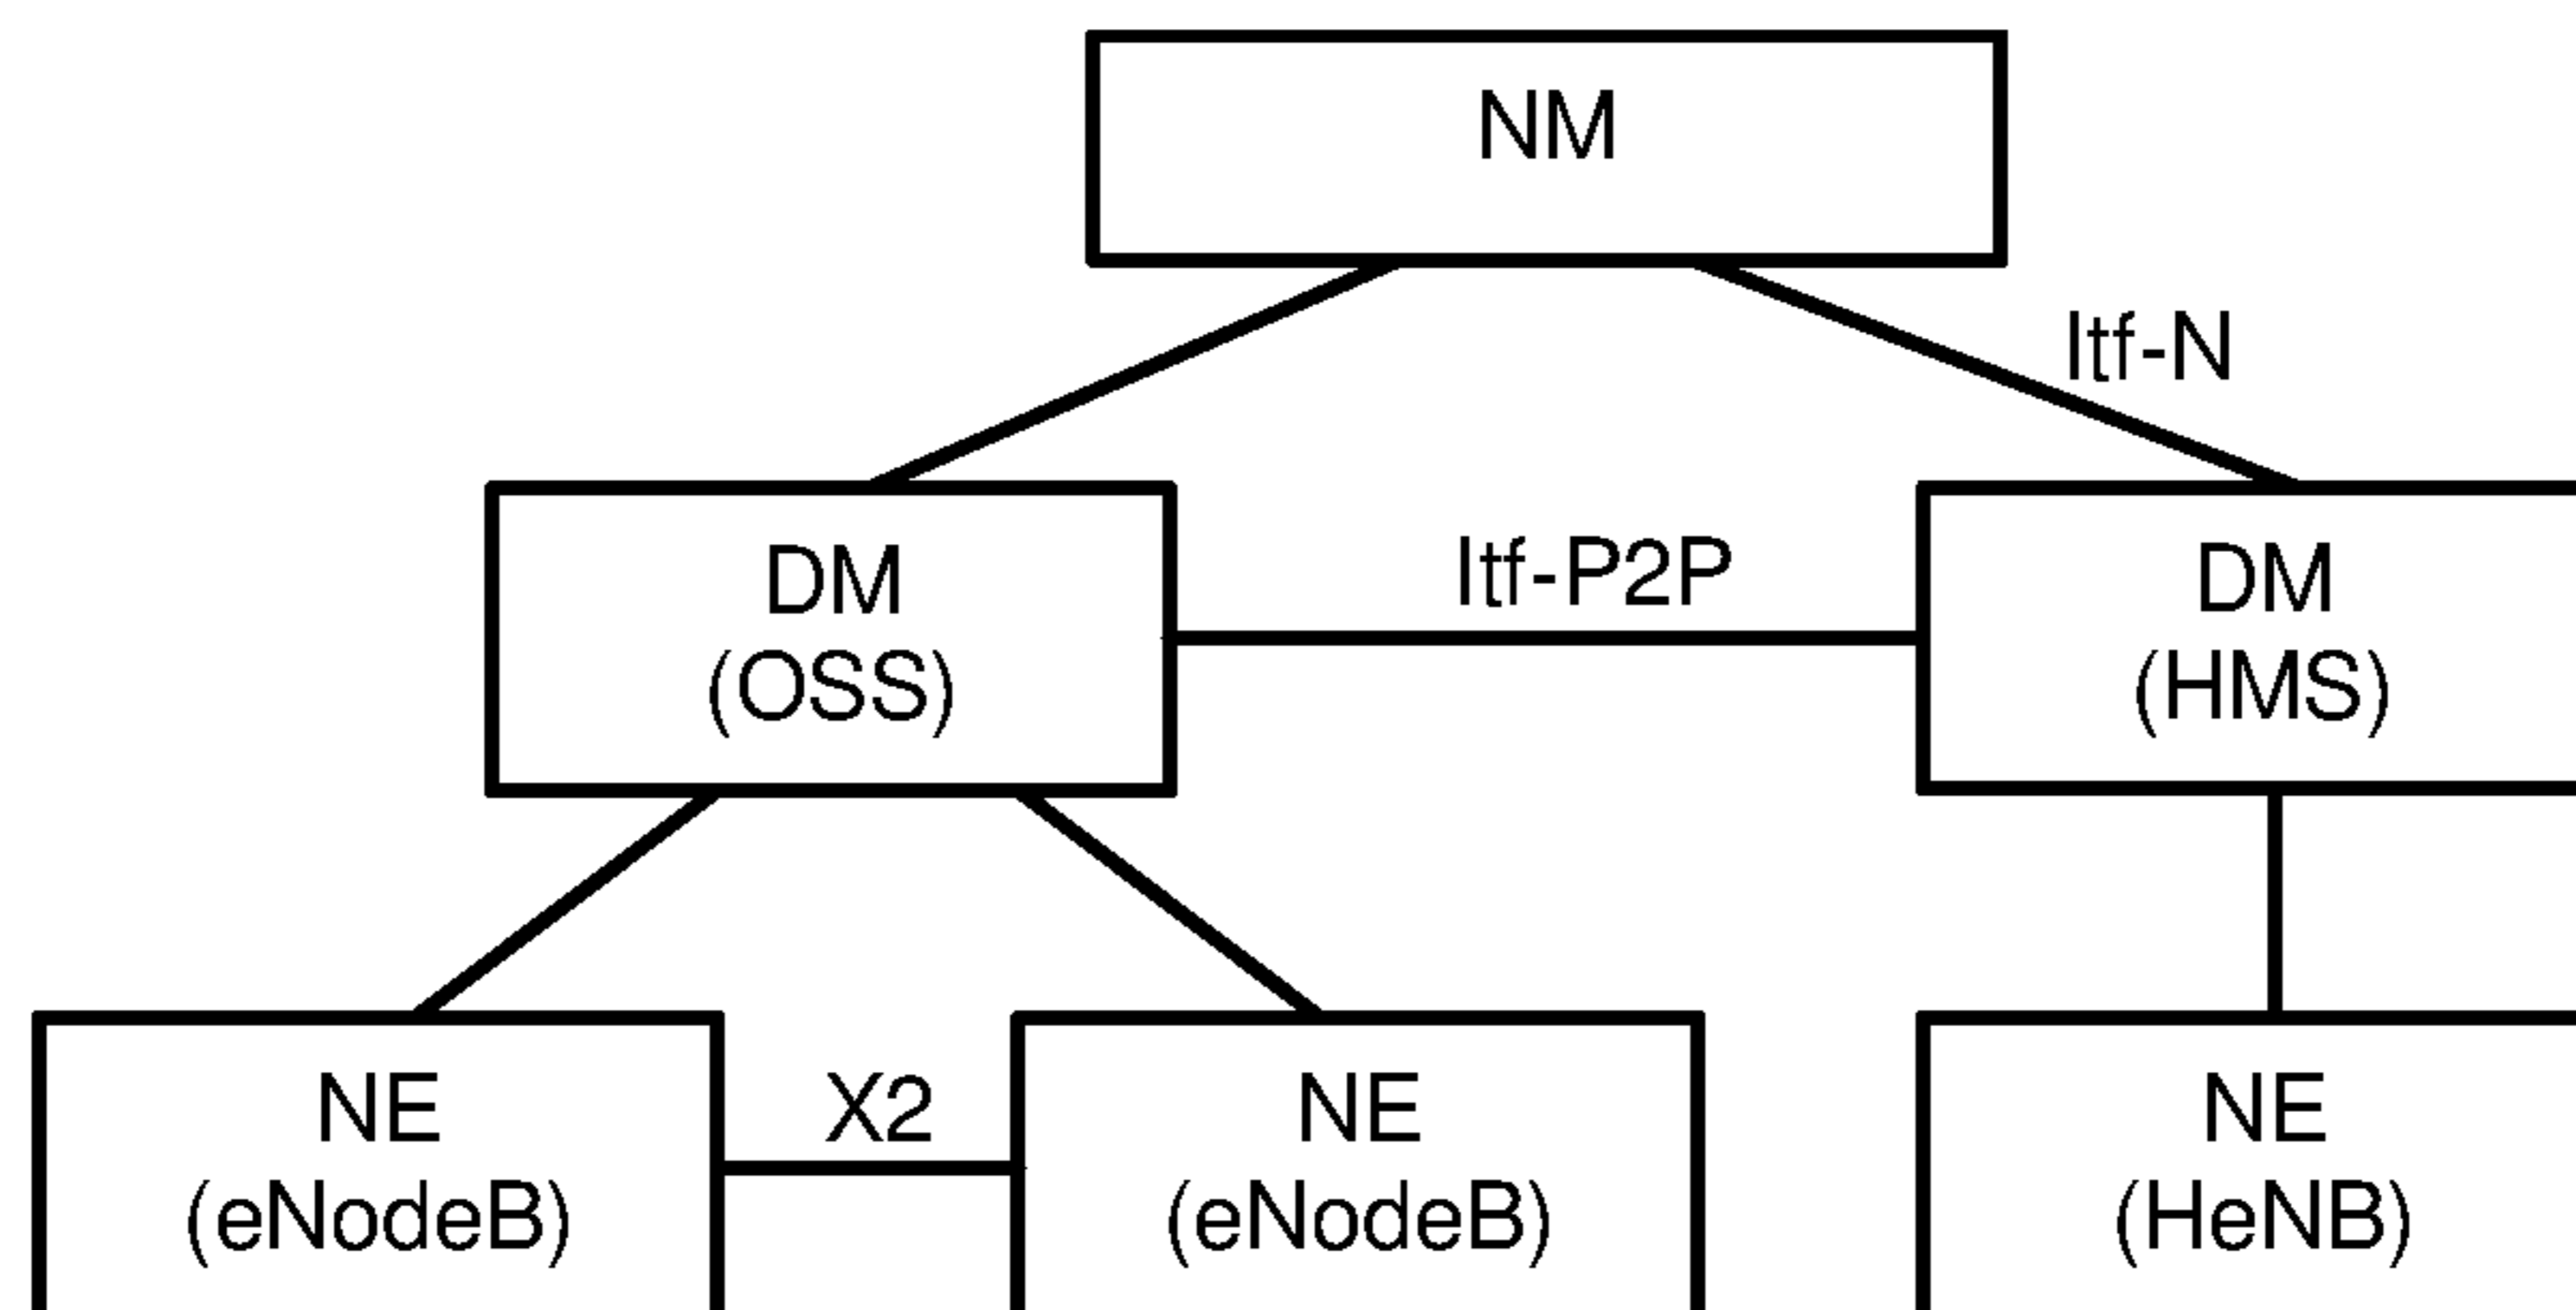 NM
Itf-N
DM
(OSS)
Itf-P2P
DM
(HMS)
NE
(eNodeB)
X2
NE
(eNodeB)
NE
(HeNB)